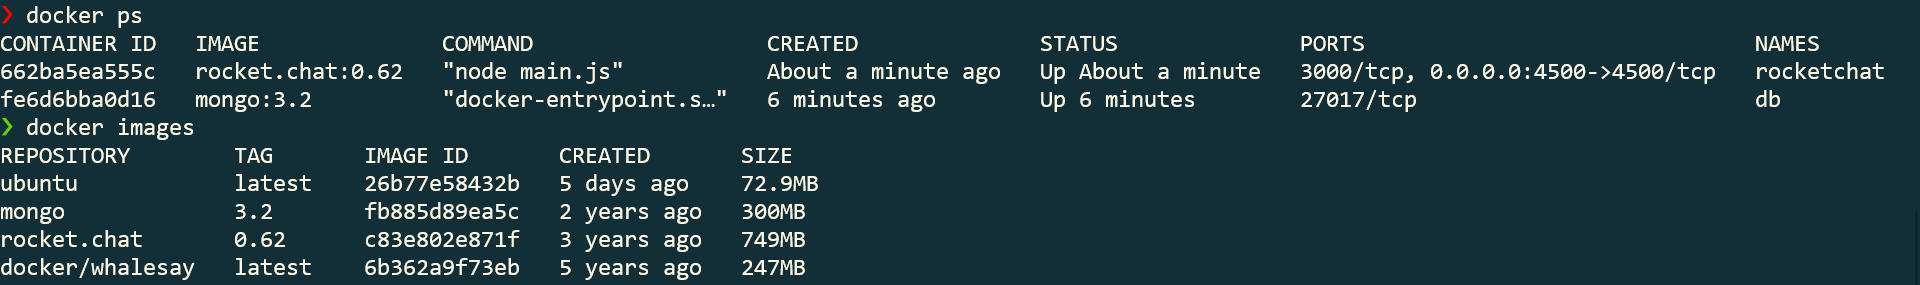 ❯ docker ps
CONTAINER ID   IMAGE              COMMAND                  CREATED              STATUS              PORTS                              NAMES
662ba5ea555c   rocket.chat:0.62   "node main.js"           About a minute ago   Up About a minute   3000/tcp, 0.0.0.0:4500->4500/tcp   rocketchat
fe6d6bba0d16   mongo:3.2          "docker-entrypoint.s…"   6 minutes ago        Up 6 minutes        27017/tcp                          db
❯ docker images
REPOSITORY        TAG       IMAGE ID       CREATED       SIZE
ubuntu            latest    26b77e58432b   5 days ago    72.9MB
mongo             3.2       fb885d89ea5c   2 years ago   300MB
rocket.chat       0.62      c83e802e871f   3 years ago   749MB
docker/whalesay   latest    6b362a9f73eb   5 years ago   247MB